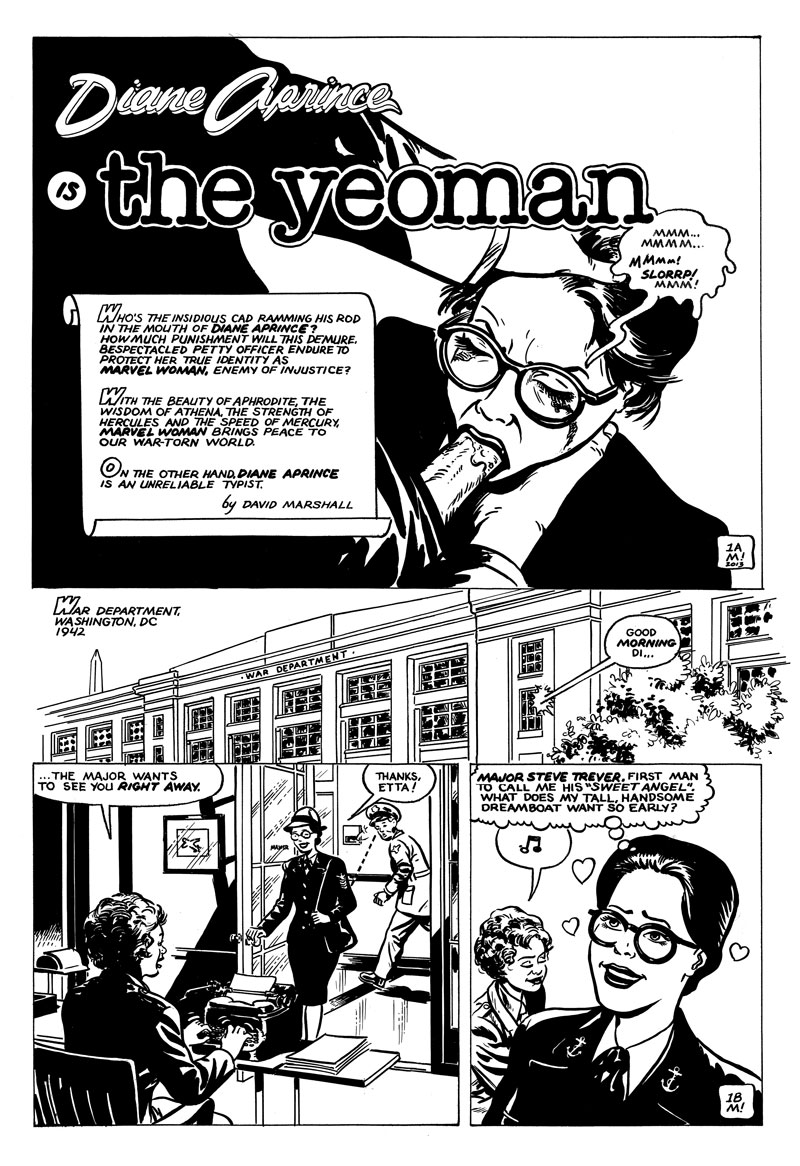 Diane Aprince
IS
the yeoman
MMM...
MMMM...
MMMM!
SLORRP!
MMM!
WHO'S THE INSIDIOUS CAD RAMMING HIS ROD
IN THE MOUTH OF DIANE APRINCE?
HOW MUCH PUNISHMENT WILL THIS DEMURE,
BESPECTACLED PETTY OFFICER ENDURE TO
PROTECT HER TRUE IDENTITY AS
MARVEL WOMAN, ENEMY OF INJUSTICE?
WITH THE BEAUTY OF APHRODITE, THE
WISDOM OF ATHENA, THE STRENGTH OF
HERCULES AND THE SPEED OF MERCURY,
MARVEL WOMAN BRINGS PEACE TO
OUR WAR-TORN WORLD.
ON THE OTHER HAND, DIANE APRINCE
IS AN UNRELIABLE TYPIST.
by DAVID MARSHALL
1A
M!
2013
WAR DEPARTMENT,
WASHINGTON, DC
1942
· WAR DEPARTMENT ·
GOOD
MORNING
DI...
...THE MAJOR WANTS
TO SEE YOU RIGHT AWAY.
THANKS,
ETTA!
MAJOR STEVE TREVER, FIRST MAN
TO CALL ME HIS "SWEET ANGEL".
WHAT DOES MY TALL, HANDSOME
DREAMBOAT WANT SO EARLY?
1B
M!